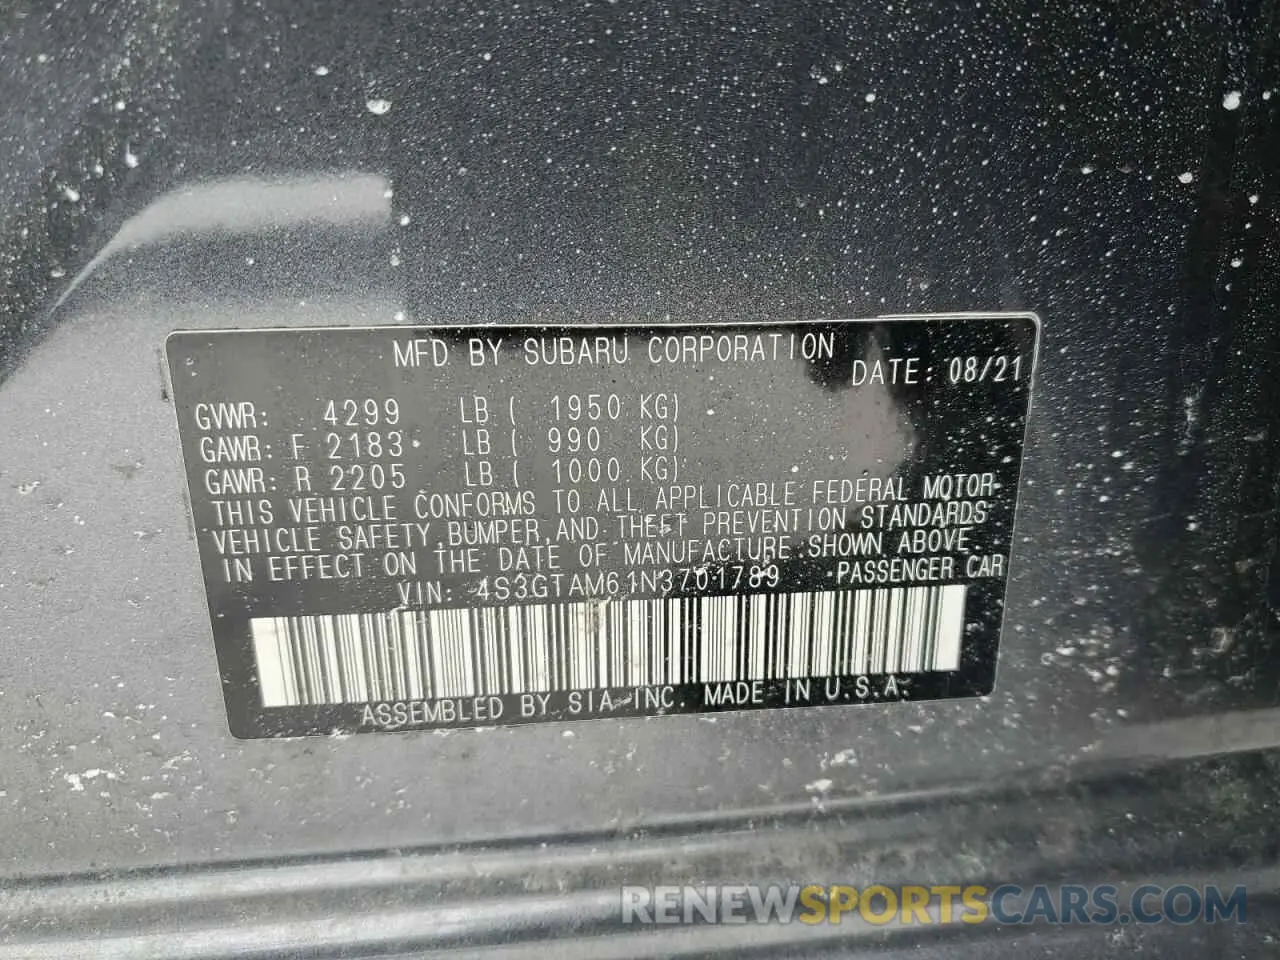 MFD BY SUBARU CORPORATION
DATE: 08/21
GVWR: 4299 LB ( 1950 KG)
GAWR: F 2183 LB ( 990 KG)
GAWR: R 2205 LB ( 1000 KG)
THIS VEHICLE CONFORMS TO ALL APPLICABLE FEDERAL MOTOR
VEHICLE SAFETY, BUMPER, AND THEFT PREVENTION STANDARDS
IN EFFECT ON THE DATE OF MANUFACTURE SHOWN ABOVE
VIN: 4S3GTAM61N3701789 PASSENGER CAR
ASSEMBLED BY SIA INC. MADE IN U.S.A.
RENEWSPORTSCARS.COM